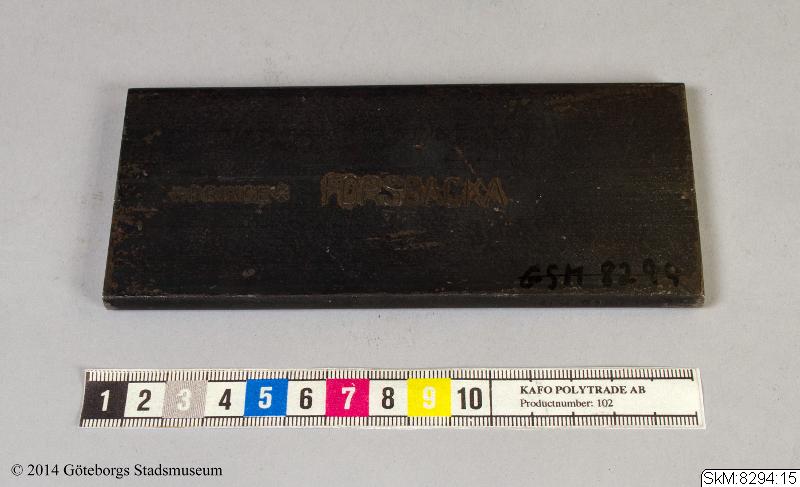 FORSBACKA
GSM 8294
1 2 3 4 5 6 7 8 9 10
KAFO POLYTRADE AB
Productnumber: 102
© 2014 Göteborgs Stadsmuseum
SkM:8294:15